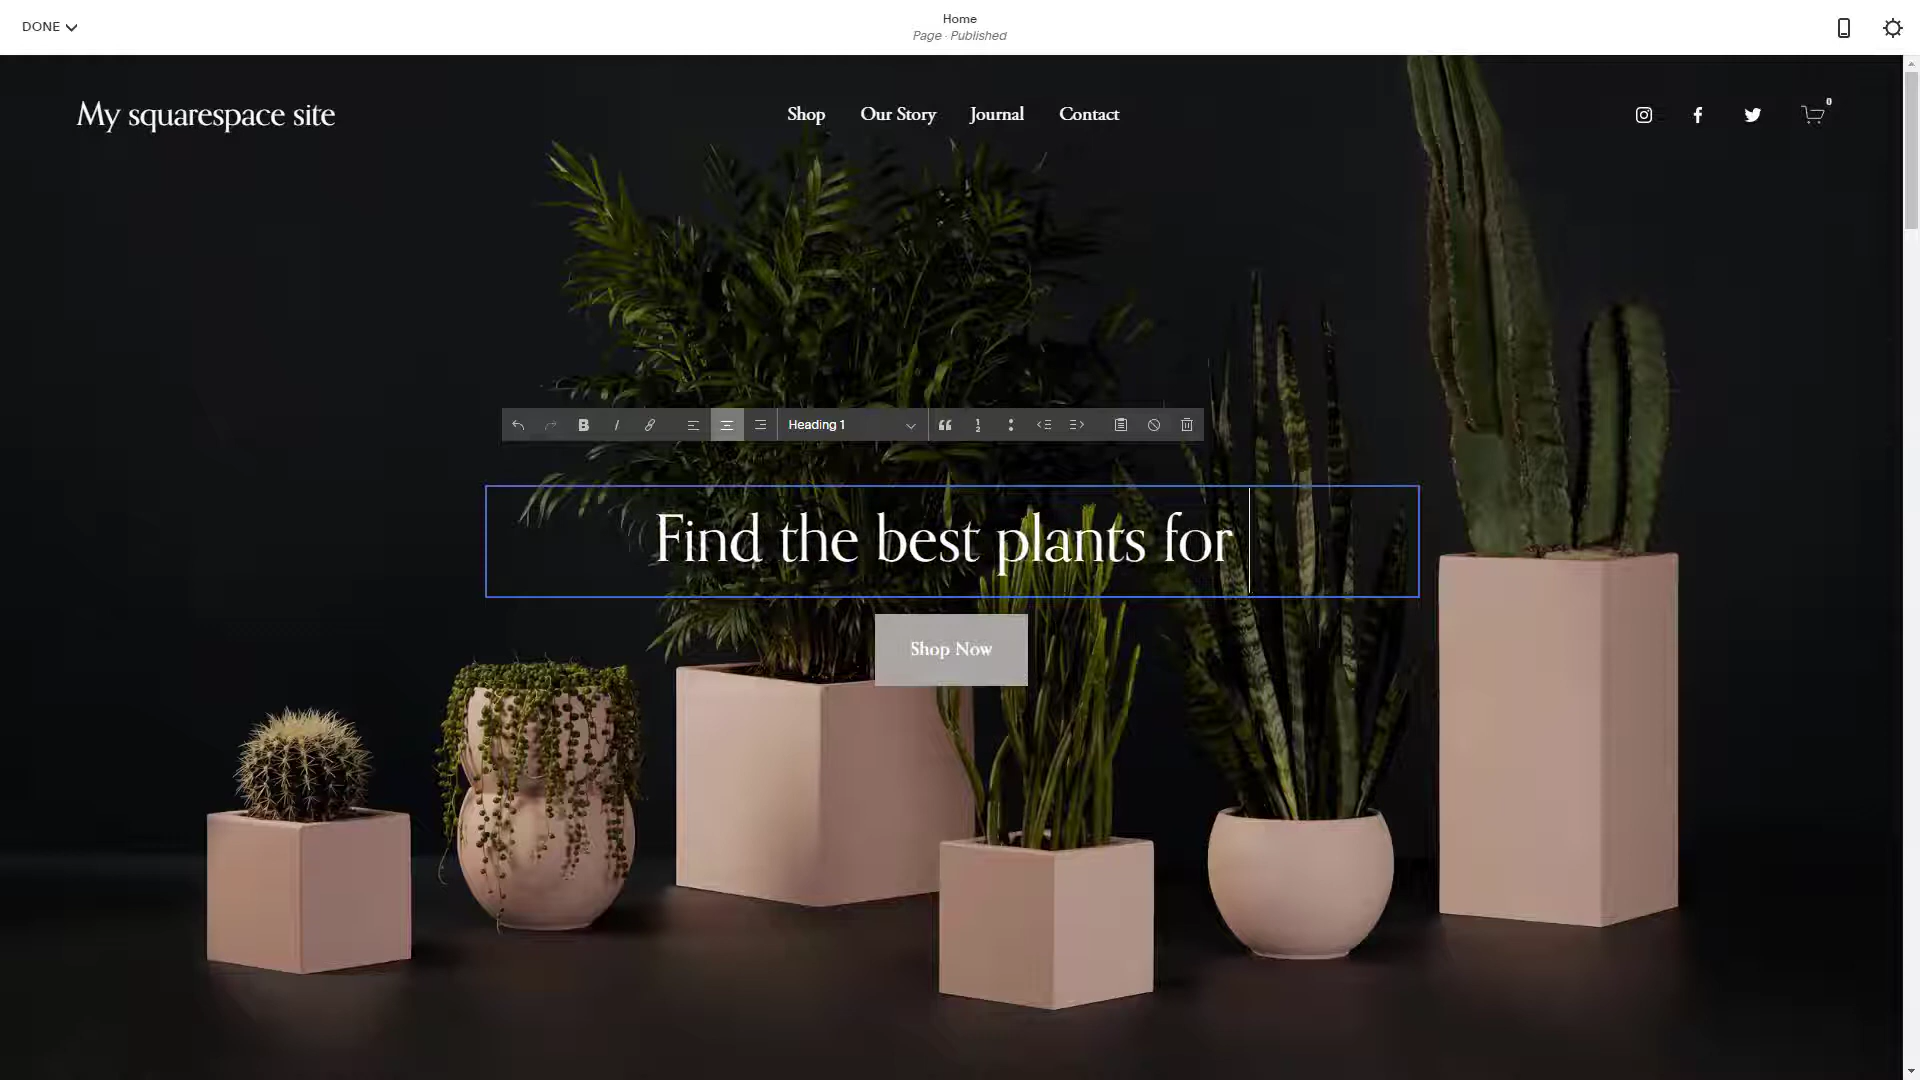 DONE
Home
Page · Published
My squarespace site
Shop
Our Story
Journal
Contact
0
Heading 1
Find the best plants for
Shop Now